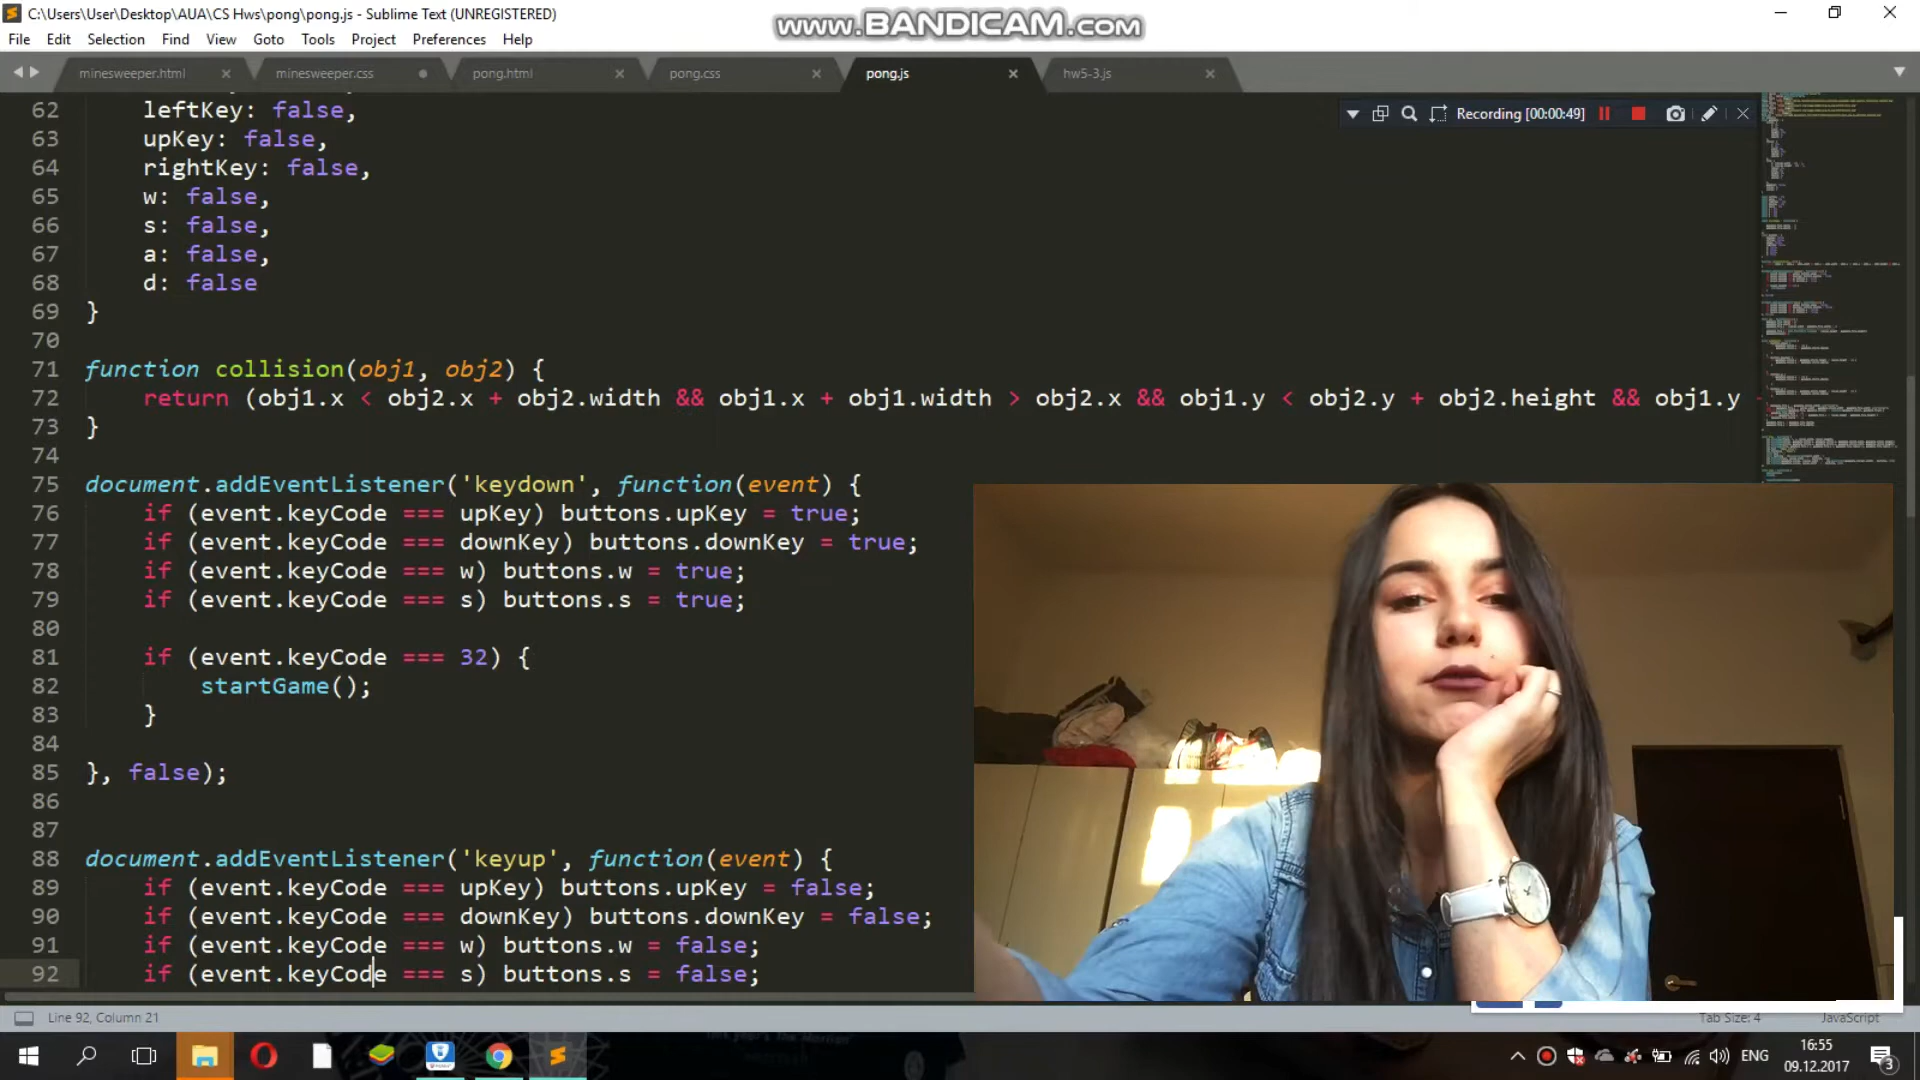 C:\Users\User\Desktop\AUA\CS Hws\pong\pong.js - Sublime Text (UNREGISTERED)
www.BANDICAM.com
File Edit Selection Find View Goto Tools Project Preferences Help
minesweeper.html minesweeper.css pong.html pong.css pong.js hw5-3.js
Recording [00:00:49]
62 leftKey: false,
63 upKey: false,
64 rightKey: false,
65 w: false,
66 s: false,
67 a: false,
68 d: false
69 }
70
71 function collision(obj1, obj2) {
72 return (obj1.x < obj2.x + obj2.width && obj1.x + obj1.width > obj2.x && obj1.y < obj2.y + obj2.height && obj1.y
73 }
74
75 document.addEventListener('keydown', function(event) {
76 if (event.keyCode === upKey) buttons.upKey = true;
77 if (event.keyCode === downKey) buttons.downKey = true;
78 if (event.keyCode === w) buttons.w = true;
79 if (event.keyCode === s) buttons.s = true;
80
81 if (event.keyCode === 32) {
82 startGame();
83 }
84
85 }, false);
86
87
88 document.addEventListener('keyup', function(event) {
89 if (event.keyCode === upKey) buttons.upKey = false;
90 if (event.keyCode === downKey) buttons.downKey = false;
91 if (event.keyCode === w) buttons.w = false;
92 if (event.keyCode === s) buttons.s = false;
Line 92, Column 21
Tab Size: 4
JavaScript
ENG
16:55
09.12.2017
3